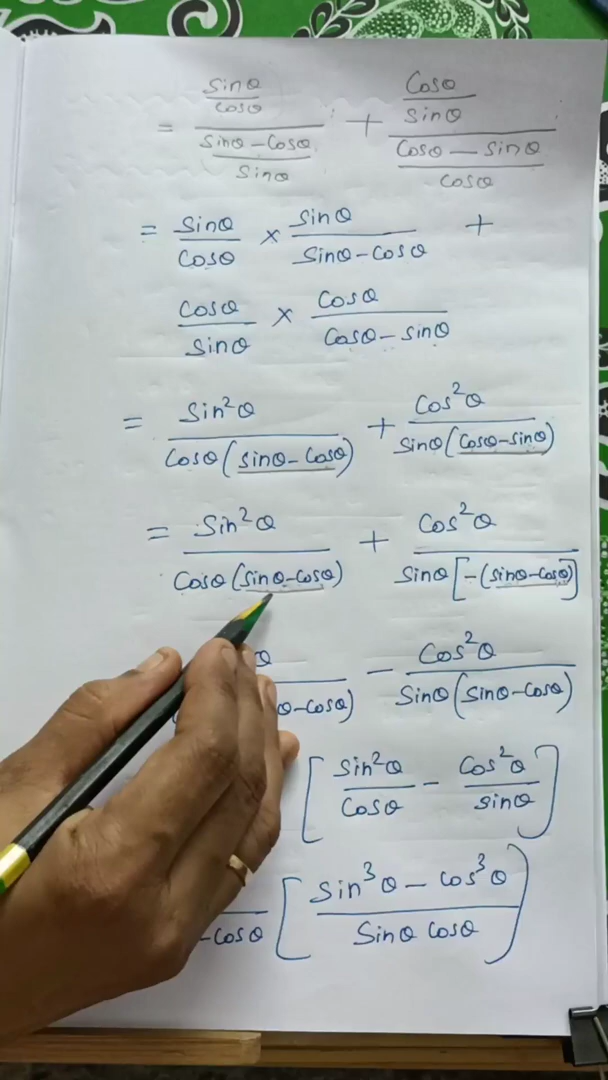 = (sinθ/cosθ)/((sinθ - cosθ)/sinθ) + (cosθ/sinθ)/((cosθ - sinθ)/cosθ)
= sinθ/cosθ × sinθ/(sinθ - cosθ) +
cosθ/sinθ × cosθ/(cosθ - sinθ)
= sin²θ/(cosθ(sinθ - cosθ)) + cos²θ/(sinθ(cosθ - sinθ))
= sin²θ/(cosθ(sinθ - cosθ)) + cos²θ/(sinθ[-(sinθ - cosθ)])
θ/(θ - cosθ) - cos²θ/(sinθ(sinθ - cosθ))
[sin²θ/cosθ - cos²θ/sinθ]
-cosθ [(sin³θ - cos³θ)/(sinθ cosθ)]